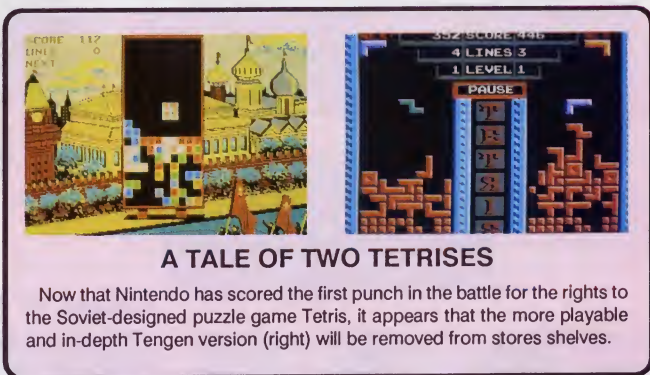 SCORE 112
LINES 0
NEXT
352 SCORE 446
4 LINES 3
1 LEVEL 1
PAUSE
A TALE OF TWO TETRISES
Now that Nintendo has scored the first punch in the battle for the rights to
the Soviet-designed puzzle game Tetris, it appears that the more playable
and in-depth Tengen version (right) will be removed from stores shelves.